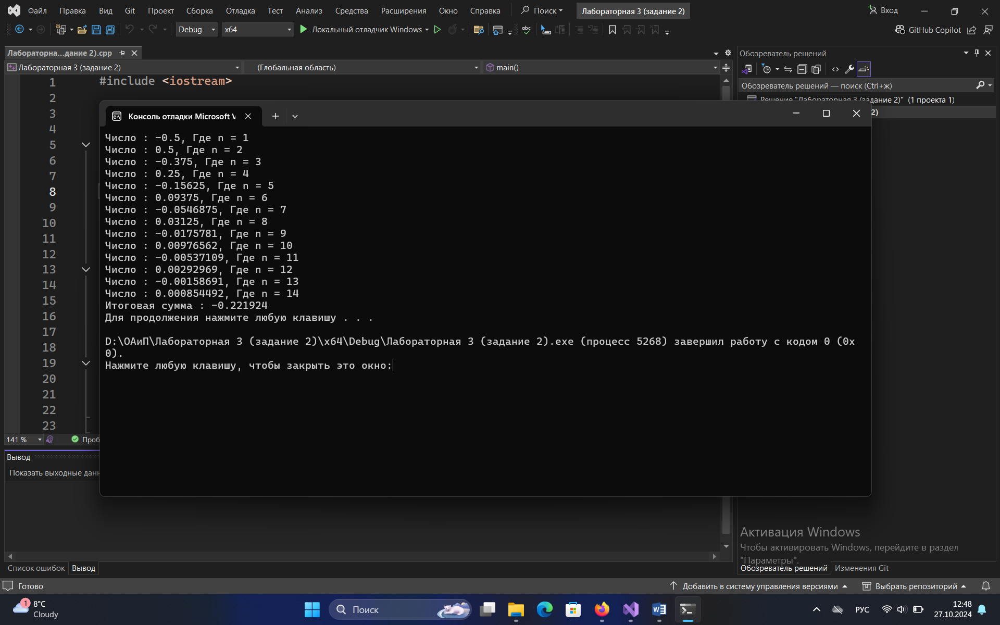 Файл Правка Вид Git Проект Сборка Отладка Тест Анализ Средства Расширения Окно Справка Поиск Лабораторная 3 (задание 2) Вход
Debug x64 Локальный отладчик Windows GitHub Copilot
Лабораторна...дание 2).cpp
Обозреватель решений
Лабораторная 3 (задание 2) (Глобальная область) main()
Обозреватель решений — поиск (Ctrl+ж)
Решение "Лабораторная 3 (задание 2)" (1 проекта 1)
2)
1 #include <iostream>
2
3
4
5
6
7
8
9
10
11
12
13
14
15
16
17
18
19
20
21
22
23
Консоль отладки Microsoft V
Число : -0.5, Где n = 1
Число : 0.5, Где n = 2
Число : -0.375, Где n = 3
Число : 0.25, Где n = 4
Число : -0.15625, Где n = 5
Число : 0.09375, Где n = 6
Число : -0.0546875, Где n = 7
Число : 0.03125, Где n = 8
Число : -0.0175781, Где n = 9
Число : 0.00976562, Где n = 10
Число : -0.00537109, Где n = 11
Число : 0.00292969, Где n = 12
Число : -0.00158691, Где n = 13
Число : 0.000854492, Где n = 14
Итоговая сумма : -0.221924
Для продолжения нажмите любую клавишу . . .
D:\ОАиП\Лабораторная 3 (задание 2)\x64\Debug\Лабораторная 3 (задание 2).exe (процесс 5268) завершил работу с кодом 0 (0x
0).
Нажмите любую клавишу, чтобы закрыть это окно:
141 % Проб
Вывод
Показать выходные данн
Активация Windows
Чтобы активировать Windows, перейдите в раздел
"Параметры".
Список ошибок Вывод
Обозреватель решений Изменения Git
Готово Добавить в систему управления версиями Выбрать репозиторий
1 8°C
Cloudy
Поиск
РУС
12:48
27.10.2024